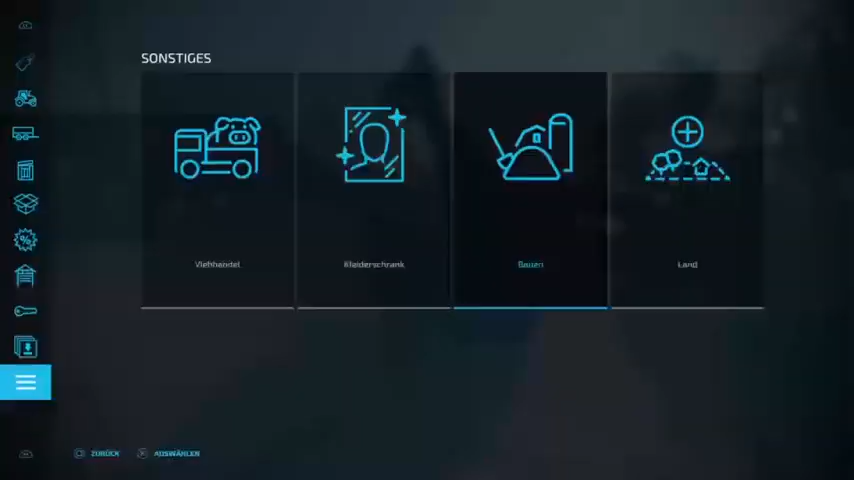 SONSTIGES
Viehhandel
Kleiderschrank
Bauen
Land
ZURÜCK
AUSWÄHLEN